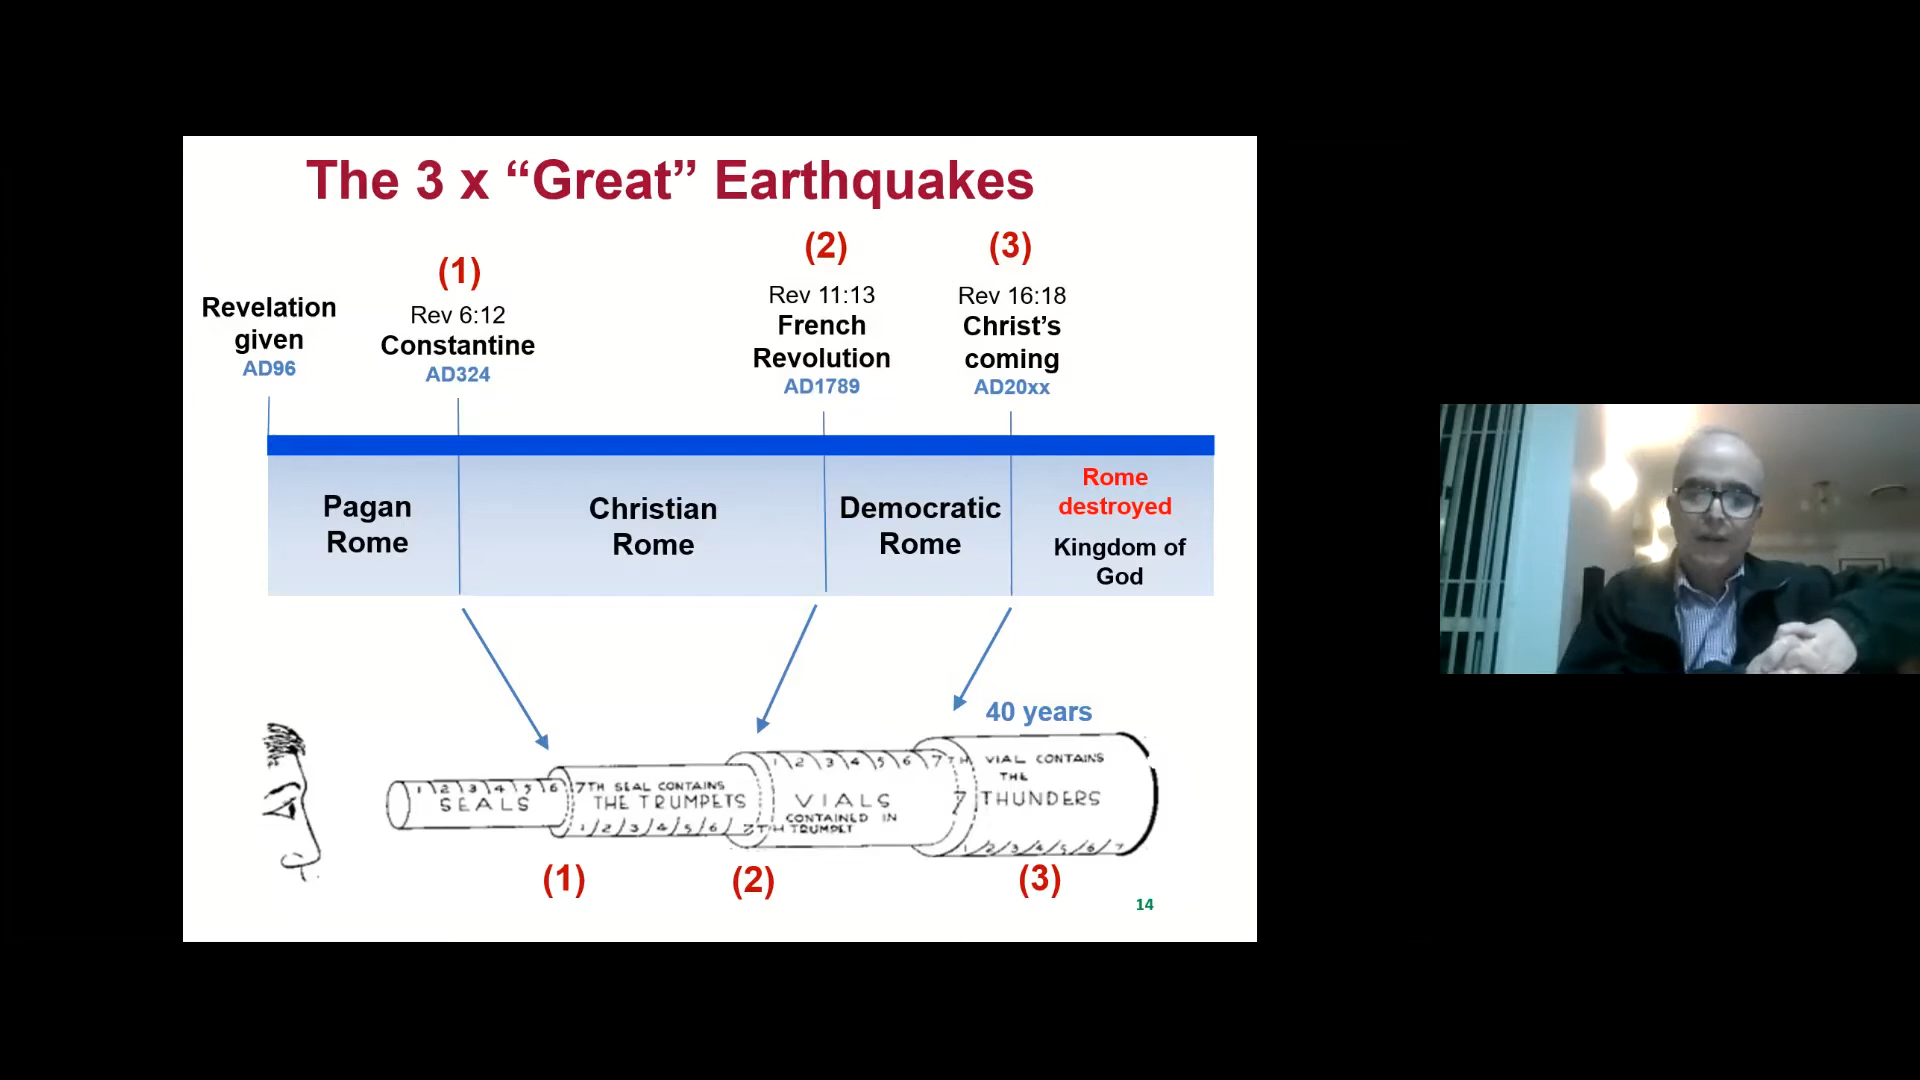 The 3 x “Great” Earthquakes
(1)
(2)
(3)
Revelation
given
AD96
Rev 6:12
Constantine
AD324
Rev 11:13
French
Revolution
AD1789
Rev 16:18
Christ’s
coming
AD20xx
Pagan
Rome
Christian
Rome
Democratic
Rome
Rome
destroyed
Kingdom of
God
40 years
1 2 3 4 5 6
SEALS
7TH SEAL CONTAINS
THE TRUMPETS
1 2 3 4 5 6 7TH TRUMPET
1 2 3 4 5 6 7TH VIAL CONTAINS
VIALS
CONTAINED IN
THE
7 THUNDERS
1 2 3 4 5 6 7
(1)
(2)
(3)
14